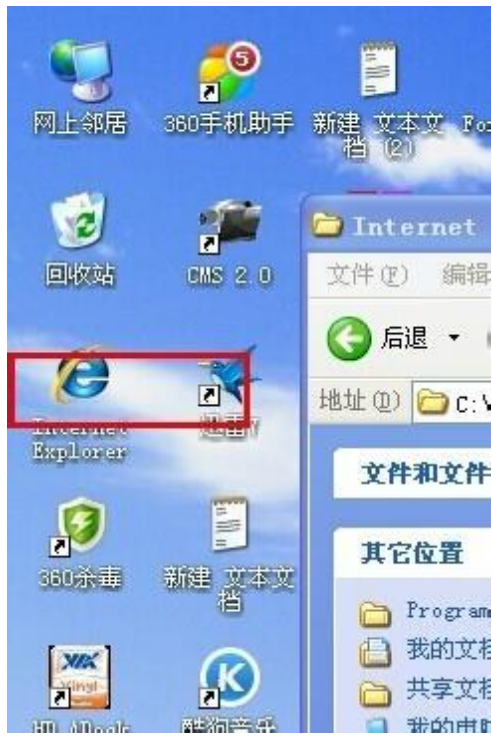 网上邻居
360手机助手
5
新建 文本文
档 (2)
For
回收站
CMS 2.0
Internet
Explorer
迅雷7
360杀毒
新建 文本文
档
Yingi
酷狗音乐
Internet
文件(F) 编辑
后退
地址(D) C:\
文件和文件
其它位置
Program
我的文档
共享文档
我的电脑